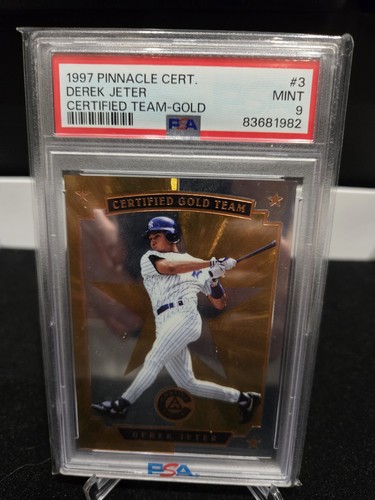 1997 PINNACLE CERT. #3
DEREK JETER MINT
CERTIFIED TEAM-GOLD 9
PSA 83681982
CERTIFIED GOLD TEAM
DEREK JETER
PSA